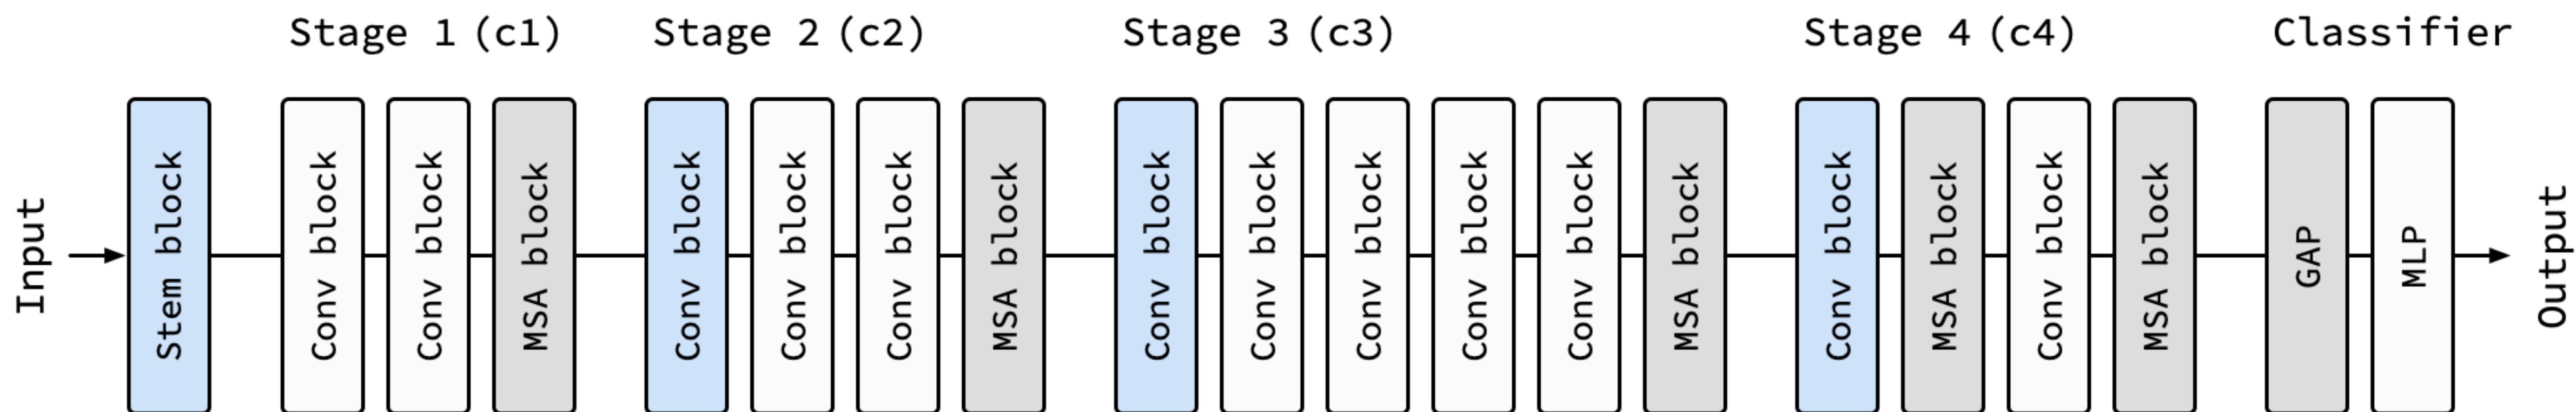 Stage 1 (c1)
Stage 2 (c2)
Stage 3 (c3)
Stage 4 (c4)
Classifier
Input
Stem block
Conv block
Conv block
MSA block
Conv block
Conv block
Conv block
MSA block
Conv block
Conv block
Conv block
Conv block
Conv block
MSA block
Conv block
MSA block
Conv block
MSA block
GAP
MLP
Output